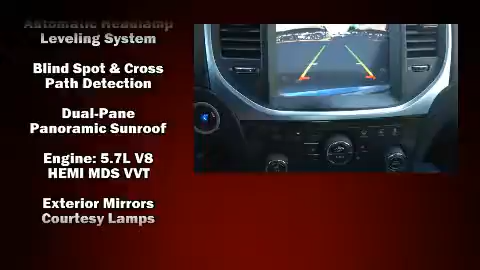 Automatic Headlamp
Leveling System
Blind Spot & Cross
Path Detection
Dual-Pane
Panoramic Sunroof
Engine: 5.7L V8
HEMI MDS VVT
Exterior Mirrors
Courtesy Lamps